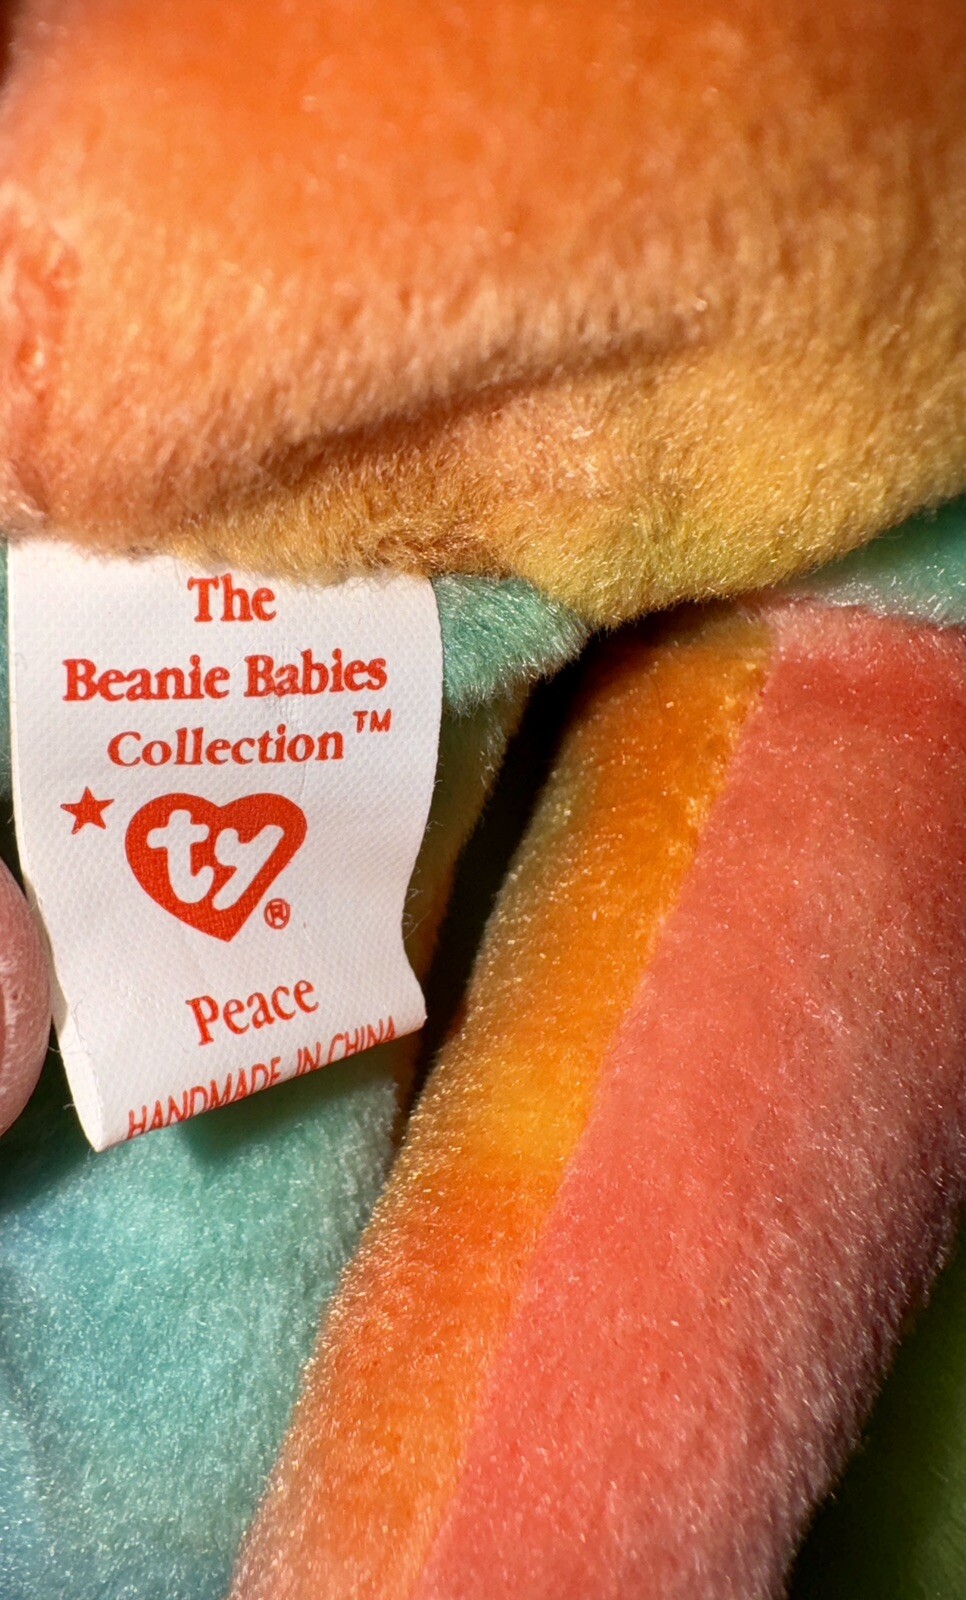 The
Beanie Babies
Collection™
ty®
Peace
HANDMADE IN CHINA